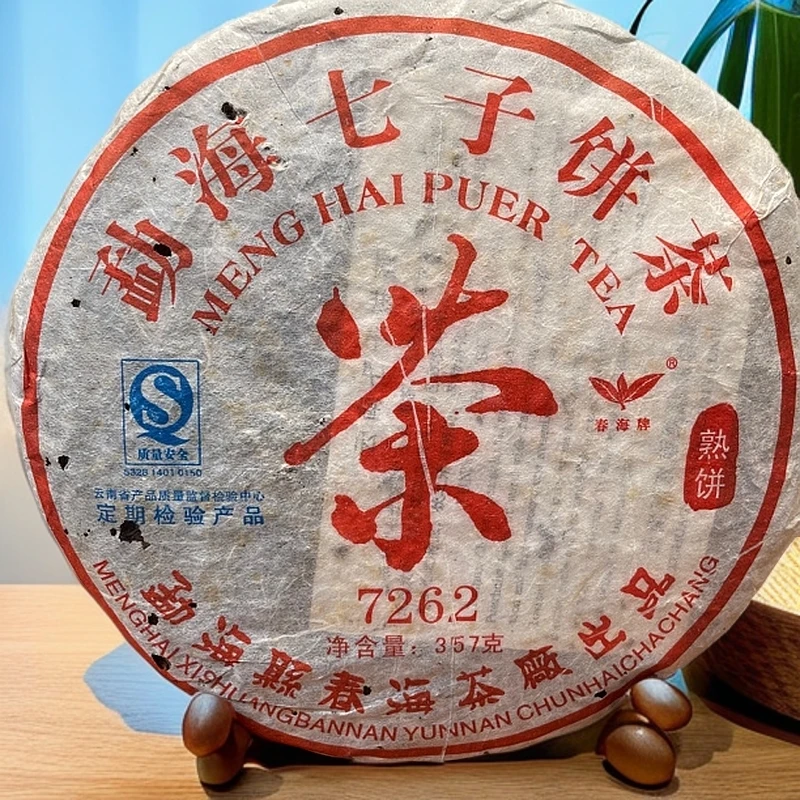 勐海七子饼茶
MENG HAI PUER TEA
茶
®
春海牌
熟饼
质量安全
5328 1401 0150
云南省产品质量监督检验中心
定期检验产品
7262
净含量：357克
勐海縣春海茶廠出品
MENGHAI XISHUANGBANNAN YUNNAN CHUNHAICHACHANG